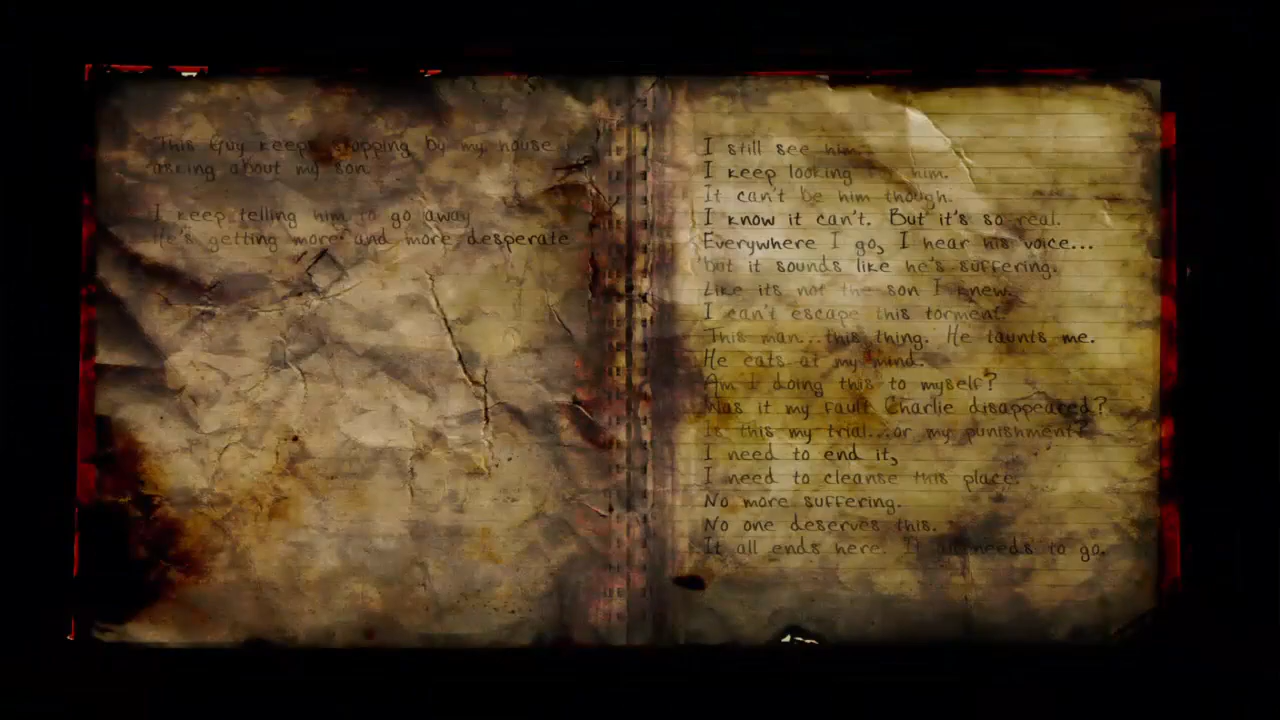 This Guy keeps stopping by my house
asking about my son.
I keep telling him to go away
He's getting more and more desperate
I still see him.
I keep looking for him.
It can't be him though.
I know it can't. But it's so real.
Everywhere I go, I hear his voice...
but it sounds like he's suffering.
Like its not the son I knew.
I can't escape this torment.
This man...this thing. He taunts me.
He eats at my mind.
Am I doing this to myself?
Was it my fault Charlie disappeared?
Is this my trial...or my punishment?
I need to end it,
I need to cleanse this place.
No more suffering.
No one deserves this.
It all ends here. It all needs to go.